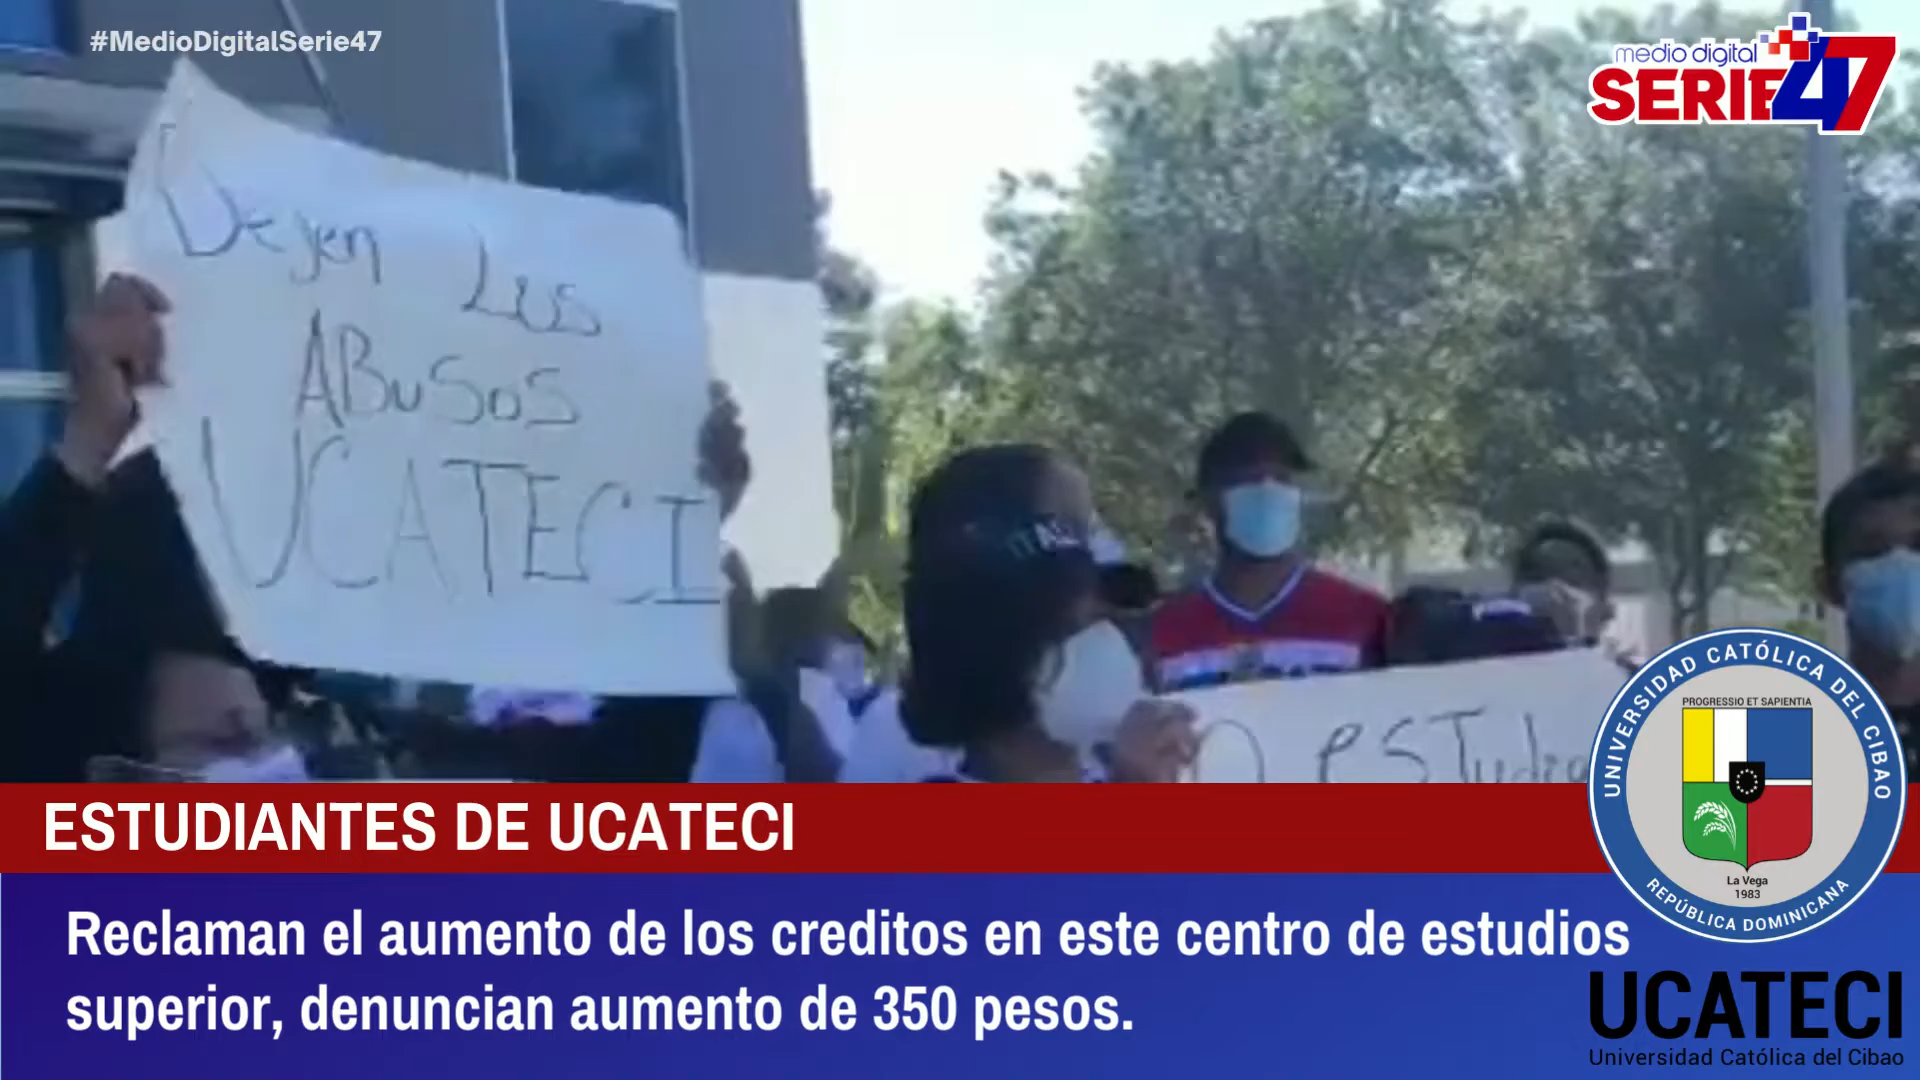 #MedioDigitalSerie47
medio digital
SERIE47
Dejen Los
ABuSoS
UCATECI
ESTUDIANTES DE UCATECI
Reclaman el aumento de los creditos en este centro de estudios
superior, denuncian aumento de 350 pesos.
UNIVERSIDAD CATÓLICA DEL CIBAO
PROGRESSIO ET SAPIENTIA
La Vega
1983
REPÚBLICA DOMINICANA
UCATECI
Universidad Católica del Cibao